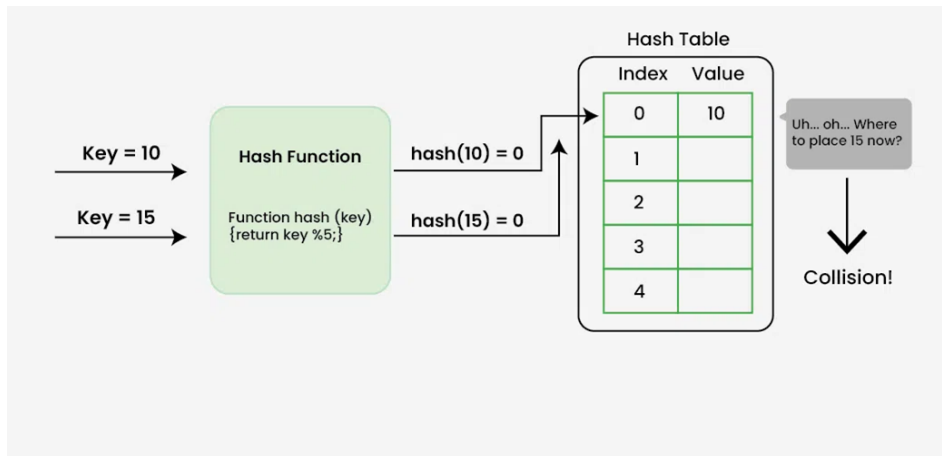 Hash Table
Index Value
Key = 10
Key = 15
Hash Function
Function hash (key)
{return key %5;}
hash(10) = 0
hash(15) = 0
0 10
1
2
3
4
Uh... oh... Where
to place 15 now?
Collision!